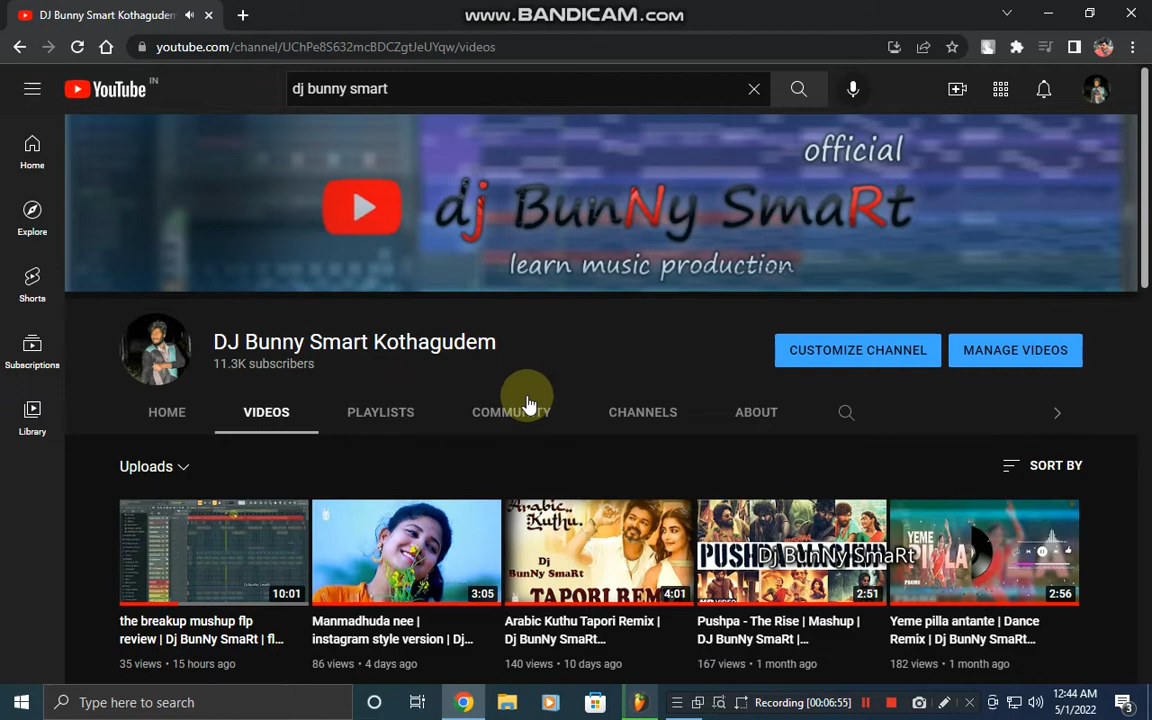 www.BANDICAM.com
DJ Bunny Smart Kothagudem
youtube.com/channel/UChPe8S632mcBDCZgtJeUYqw/videos
YouTube IN
dj bunny smart
official
dj BunNy SmaRt
learn music production
Home
Explore
Shorts
Subscriptions
Library
DJ Bunny Smart Kothagudem
11.3K subscribers
CUSTOMIZE CHANNEL
MANAGE VIDEOS
HOME
VIDEOS
PLAYLISTS
COMMUNITY
CHANNELS
ABOUT
Uploads
SORT BY
10:01
3:05
Arabic..
Kuthu.
Dj
BunNy SmaRt
TAPORI REM
4:01
PUSH
Dj BunNy SmaRt
2:51
YEME
PILLA
2:56
the breakup mushup flp
review | Dj BunNy SmaRt | fl...
35 views • 15 hours ago
Manmadhuda nee |
instagram style version | Dj...
86 views • 4 days ago
Arabic Kuthu Tapori Remix |
Dj BunNy SmaRt...
140 views • 10 days ago
Pushpa - The Rise | Mashup |
DJ BunNy SmaRt |...
167 views • 1 month ago
Yeme pilla antante | Dance
Remix | Dj BunNy SmaRt...
182 views • 1 month ago
Type here to search
Recording [00:06:55]
12:44 AM
5/1/2022
3